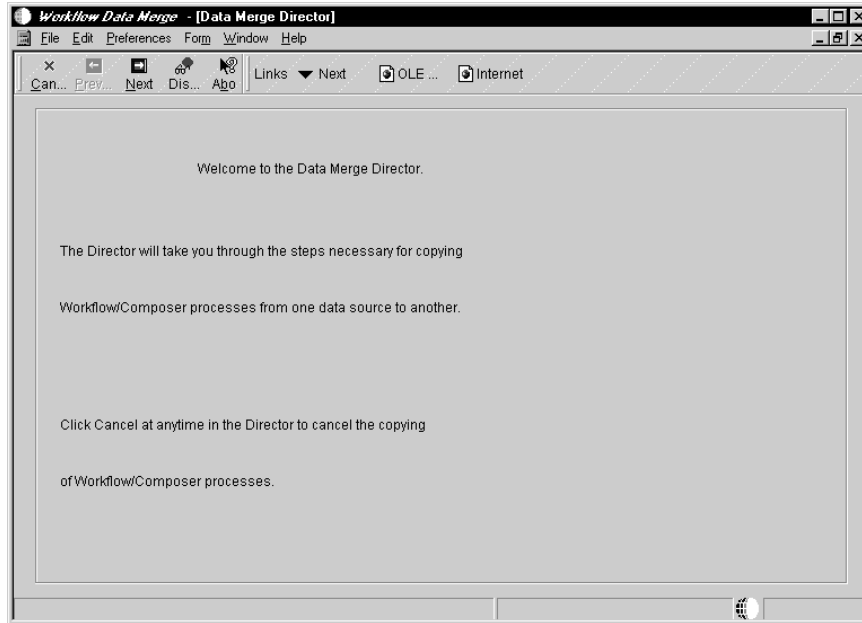 Workflow Data Merge - [Data Merge Director]
File Edit Preferences Form Window Help
Can... Prev... Next Dis... Abo Links Next OLE ... Internet
Welcome to the Data Merge Director.
The Director will take you through the steps necessary for copying
Workflow/Composer processes from one data source to another.
Click Cancel at anytime in the Director to cancel the copying
of Workflow/Composer processes.